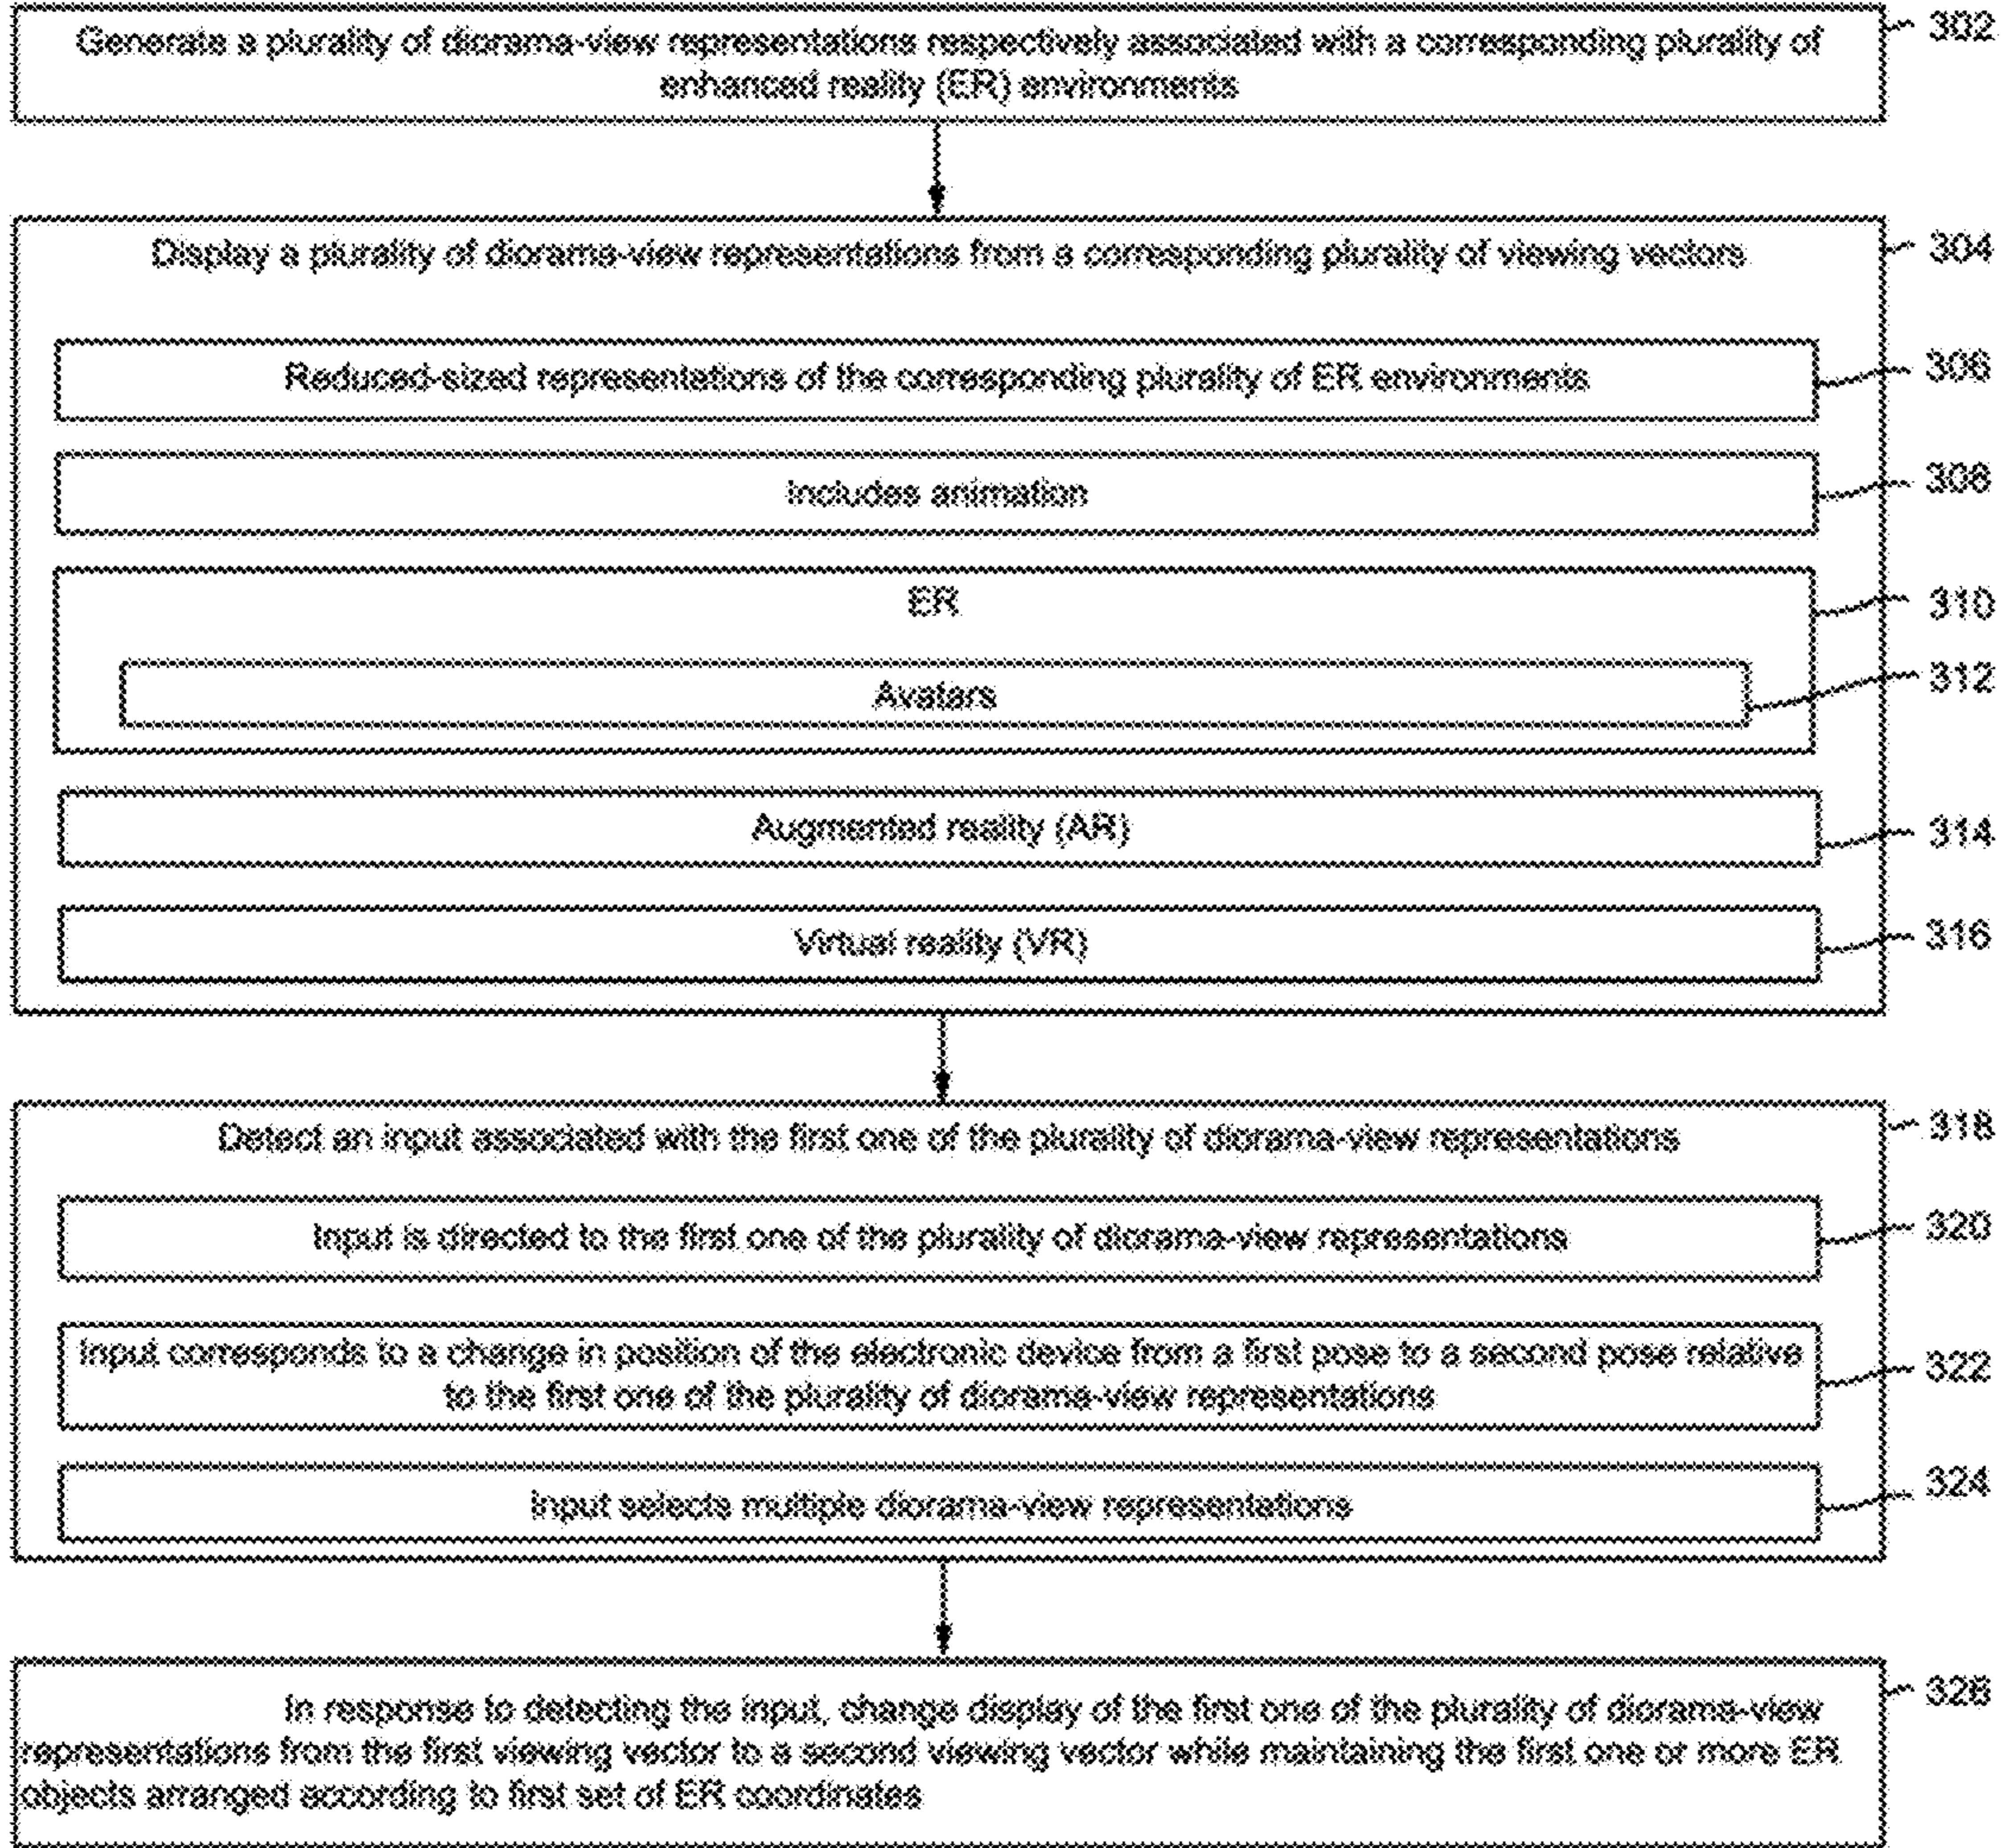 Generate a plurality of diorama-view representations respectively associated with a corresponding plurality of
enhanced reality (ER) environments
302
Display a plurality of diorama-view representations from a corresponding plurality of viewing vectors
304
Reduced-sized representations of the corresponding plurality of ER environments
306
Includes animation
308
ER
310
Avatars
312
Augmented reality (AR)
314
Virtual reality (VR)
316
Detect an input associated with the first one of the plurality of diorama-view representations
318
Input is directed to the first one of the plurality of diorama-view representations
320
Input corresponds to a change in position of the electronic device from a first pose to a second pose relative
to the first one of the plurality of diorama-view representations
322
Input selects multiple diorama-view representations
324
In response to detecting the input, change display of the first one of the plurality of diorama-view
representations from the first viewing vector to a second viewing vector while maintaining the first one or more ER
objects arranged according to first set of ER coordinates
326